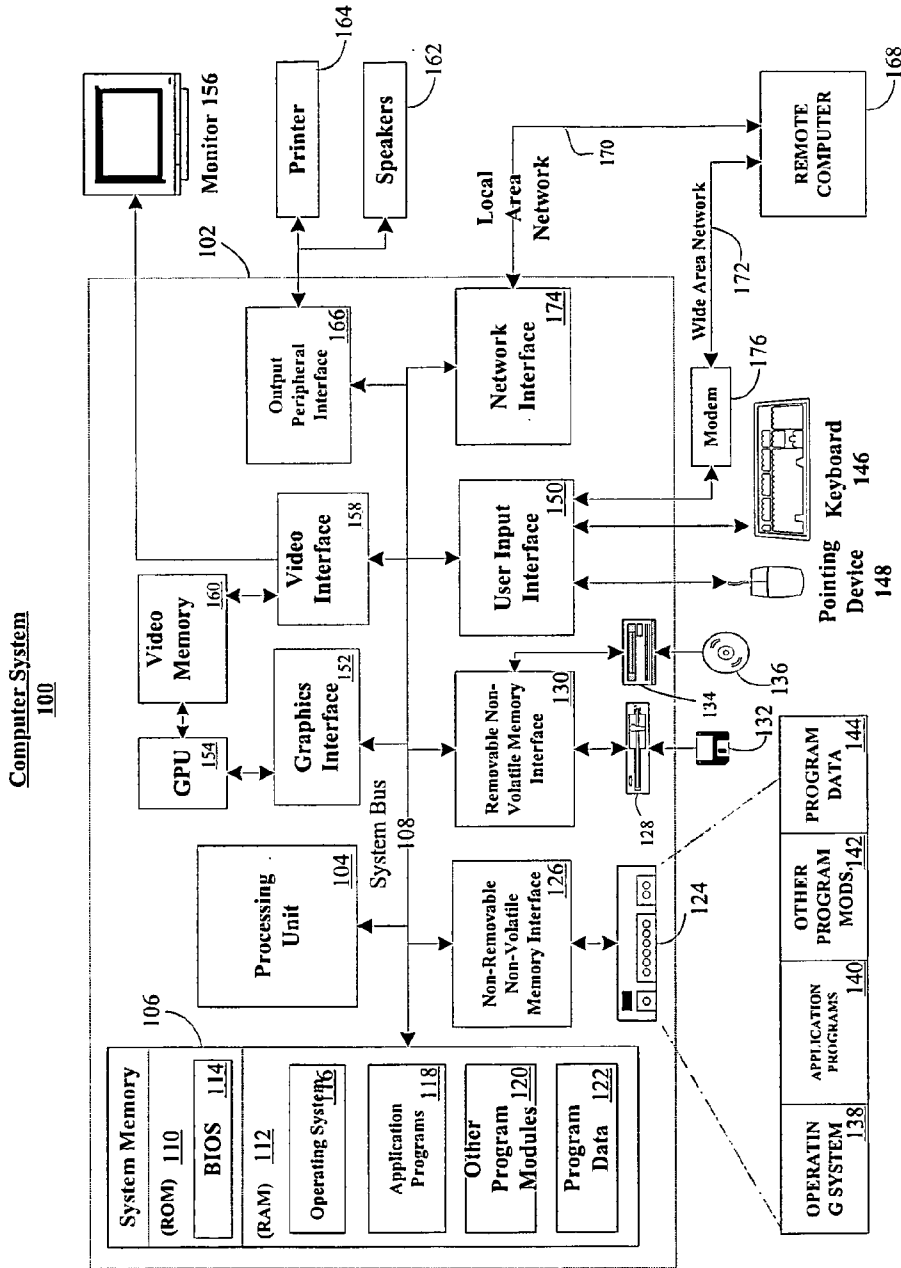 Computer System
100
System Memory
106
(ROM) 110
BIOS 114
(RAM) 112
Operating System
116
Application
Programs
118
Other
Program
Modules
120
Program
Data
122
Processing
Unit
104
System Bus
108
GPU
154
Video
Memory
160
Graphics
Interface
152
Video
Interface
158
Output
Peripheral
Interface
166
102
Monitor 156
Printer
164
Speakers
162
Non-Removable
Non-Volatile
Memory Interface
126
Removable Non-
Volatile Memory
Interface
130
User Input
Interface
150
Network
Interface
174
Local
Area
Network
170
Wide Area Network
172
Modem
176
REMOTE
COMPUTER
168
124
128
132
134
136
Pointing
Device
148
Keyboard
146
OPERATIN
G SYSTEM
138
APPLICATION
PROGRAMS
140
OTHER
PROGRAM
MODS.
142
PROGRAM
DATA
144